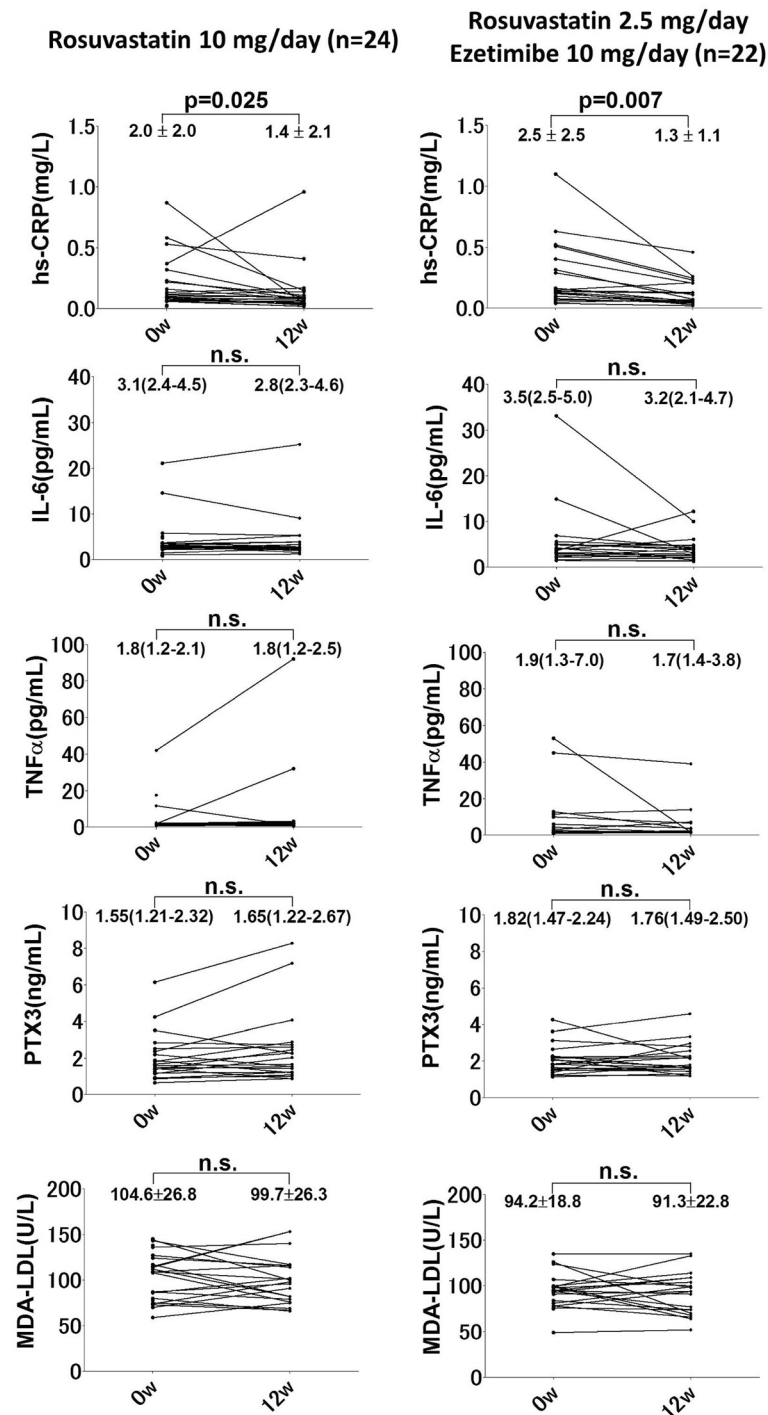 Rosuvastatin 10 mg/day (n=24)
Rosuvastatin 2.5 mg/day
Ezetimibe 10 mg/day (n=22)
p=0.025
2.0 ± 2.0 1.4 ± 2.1
hs-CRP(mg/L)
1.5
1.0
0.5
0.0
0w 12w
p=0.007
2.5 ± 2.5 1.3 ± 1.1
hs-CRP(mg/L)
1.5
1.0
0.5
0.0
0w 12w
n.s.
3.1(2.4-4.5) 2.8(2.3-4.6)
IL-6(pg/mL)
40
30
20
10
0
0w 12w
n.s.
3.5(2.5-5.0) 3.2(2.1-4.7)
IL-6(pg/mL)
40
30
20
10
0
0w 12w
n.s.
1.8(1.2-2.1) 1.8(1.2-2.5)
TNFα(pg/mL)
100
80
60
40
20
0
0w 12w
n.s.
1.9(1.3-7.0) 1.7(1.4-3.8)
TNFα(pg/mL)
100
80
60
40
20
0
0w 12w
n.s.
1.55(1.21-2.32) 1.65(1.22-2.67)
PTX3(ng/mL)
10
8
6
4
2
0
0w 12w
n.s.
1.82(1.47-2.24) 1.76(1.49-2.50)
PTX3(ng/mL)
10
8
6
4
2
0
0w 12w
n.s.
104.6±26.8 99.7±26.3
MDA-LDL(U/L)
200
150
100
50
0
0w 12w
n.s.
94.2±18.8 91.3±22.8
MDA-LDL(U/L)
200
150
100
50
0
0w 12w